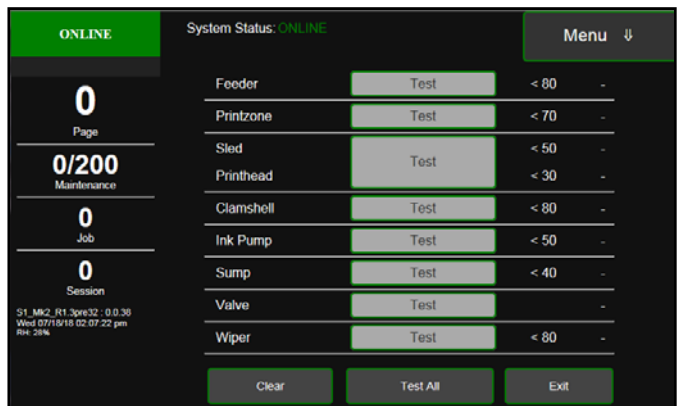 ONLINE
System Status: ONLINE
Menu ⇓
0
Page
0/200
Maintenance
0
Job
0
Session
S1_Mk2_R1.3pre32 : 0.0.38
Wed 07/18/18 02:07:22 pm
RH: 28%
Feeder Test < 80 -
Printzone Test < 70 -
Sled < 50 -
Test
Printhead < 30 -
Clamshell Test < 80 -
Ink Pump Test < 50 -
Sump Test < 40 -
Valve Test -
Wiper Test < 80 -
Clear Test All Exit